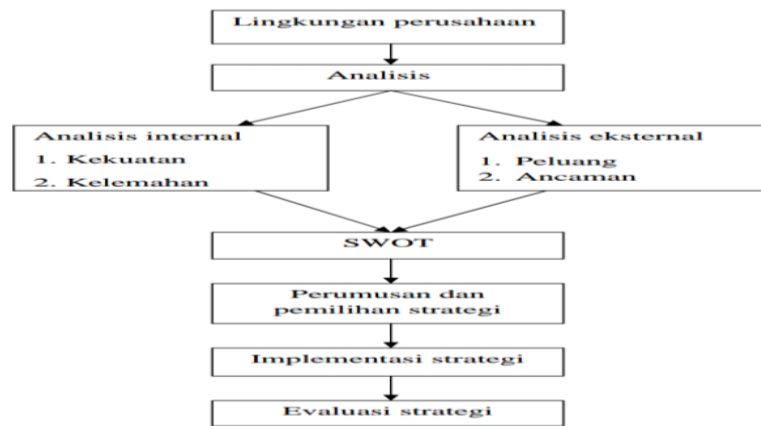 Lingkungan perusahaan
Analisis
Analisis internal
1. Kekuatan
2. Kelemahan
Analisis eksternal
1. Peluang
2. Ancaman
SWOT
Perumusan dan
pemilihan strategi
Implementasi strategi
Evaluasi strategi